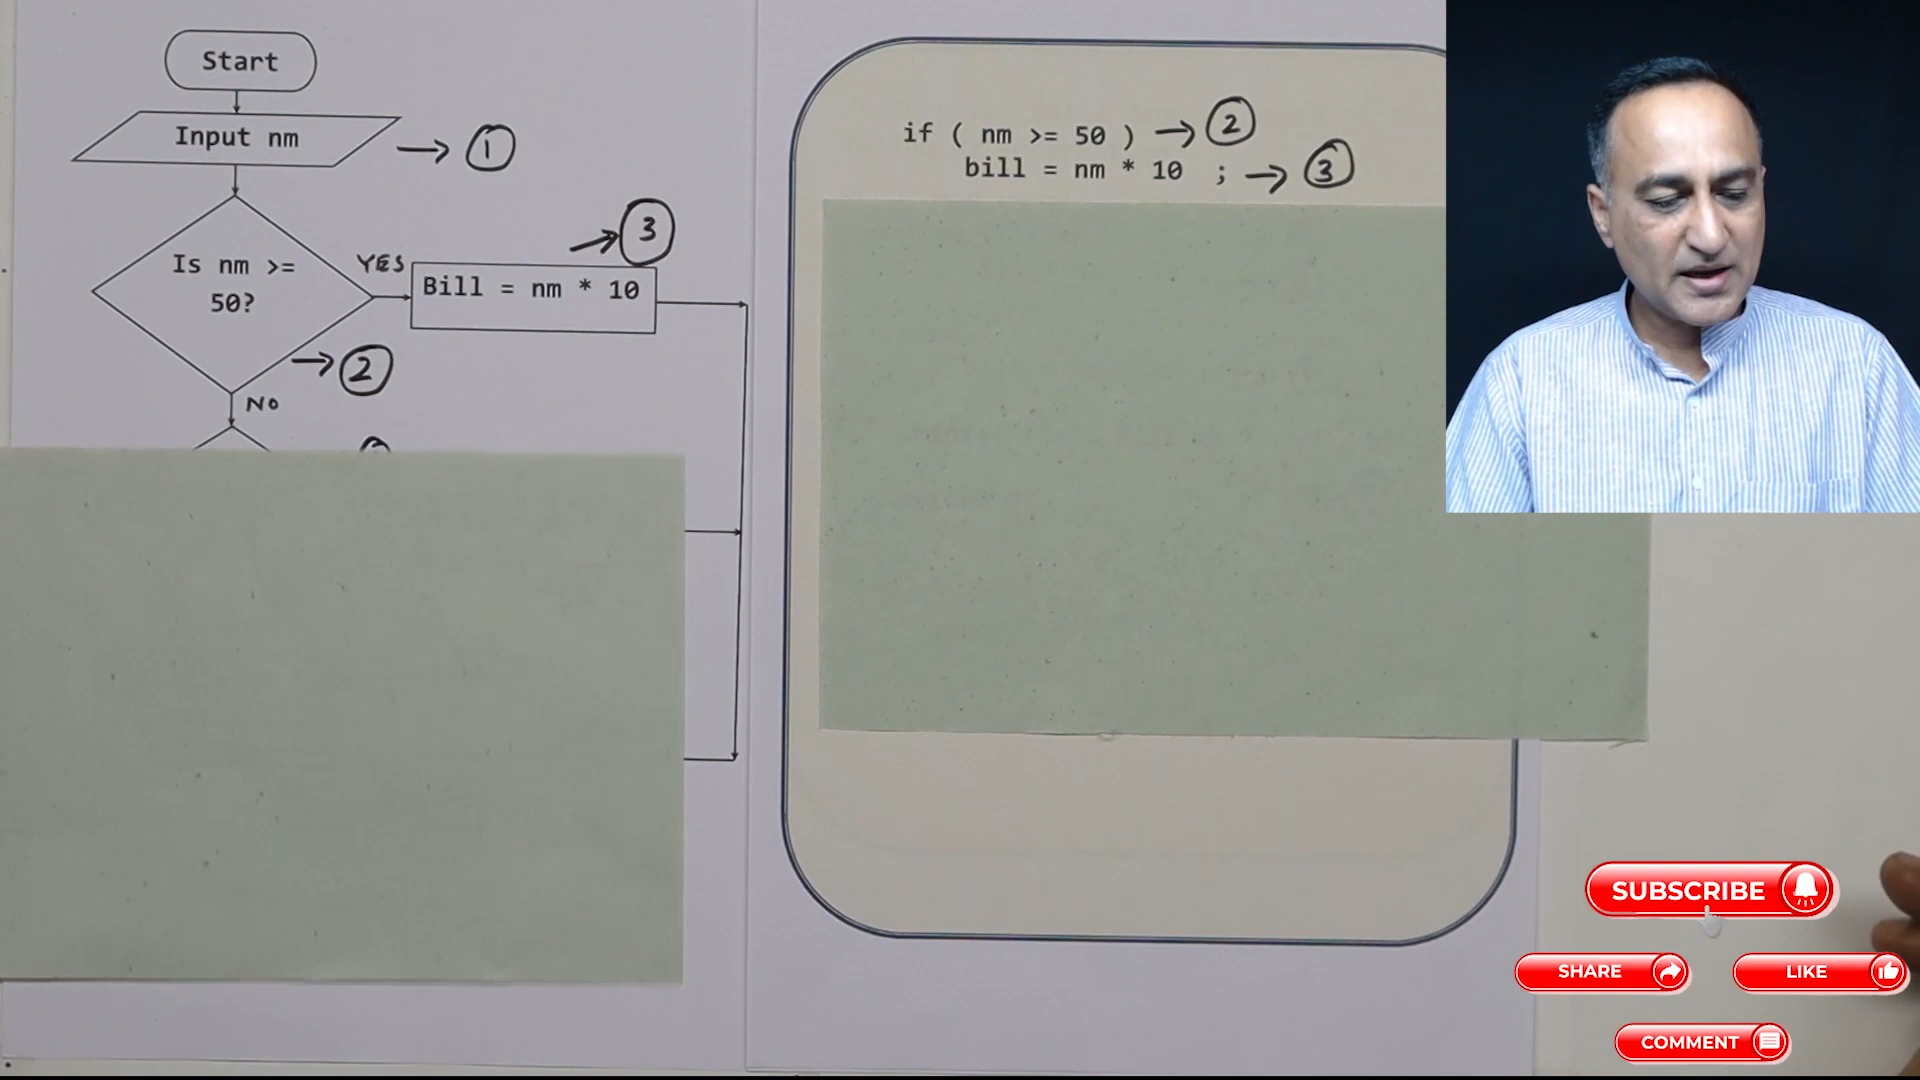 Start
Input nm
→ 1
Is nm >=
50?
YES
Bill = nm * 10
→ 3
→ 2
NO
if ( nm >= 50 ) → 2
bill = nm * 10 ; → 3
SUBSCRIBE
SHARE
LIKE
COMMENT